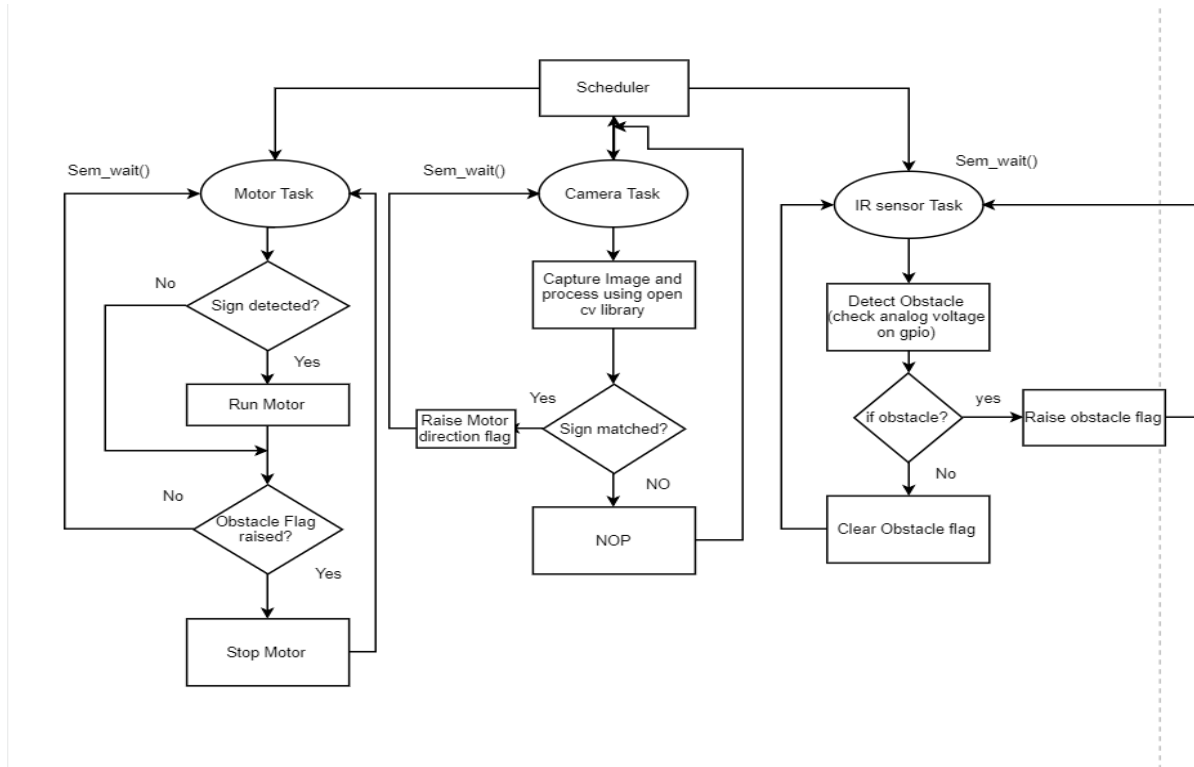 Scheduler
Sem_wait()
Motor Task
No
Sign detected?
Yes
Run Motor
No
Obstacle Flag
raised?
Yes
Stop Motor
Sem_wait()
Camera Task
Capture Image and
process using open
cv library
Yes
Raise Motor
direction flag
Sign matched?
NO
NOP
Sem_wait()
IR sensor Task
Detect Obstacle
(check analog voltage
on gpio)
if obstacle?
yes
Raise obstacle flag
No
Clear Obstacle flag